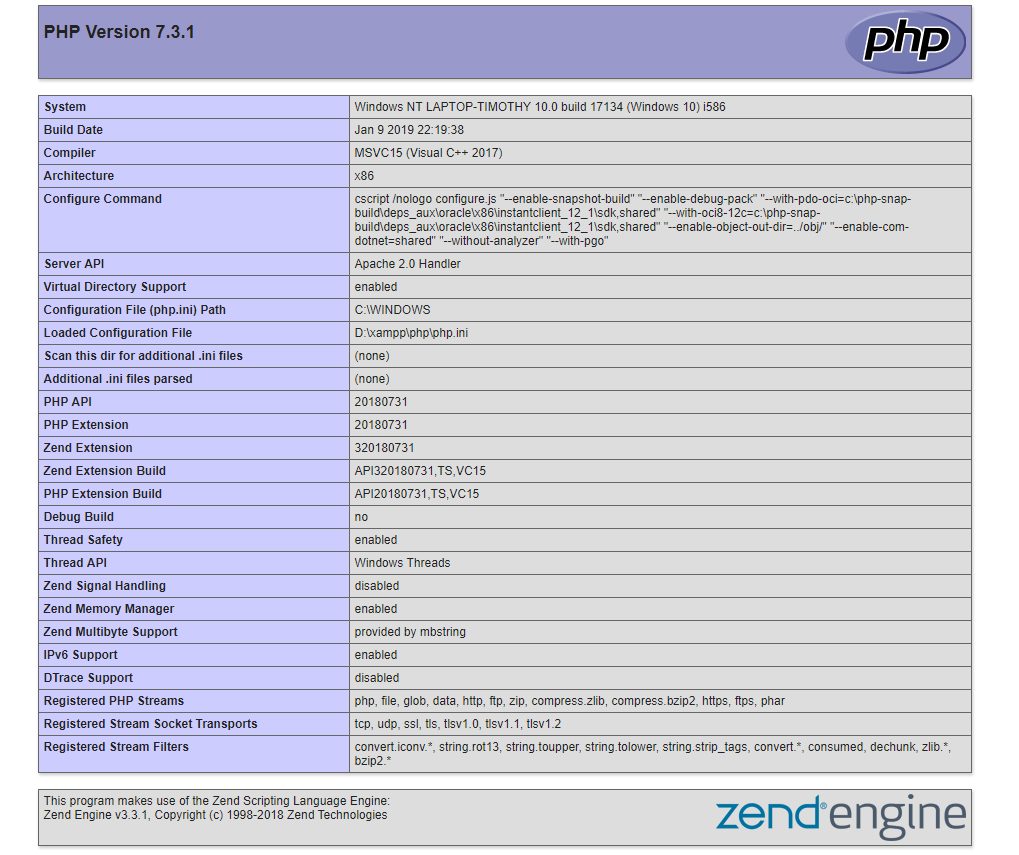 PHP Version 7.3.1
php
System Windows NT LAPTOP-TIMOTHY 10.0 build 17134 (Windows 10) i586
Build Date Jan 9 2019 22:19:38
Compiler MSVC15 (Visual C++ 2017)
Architecture x86
Configure Command cscript /nologo configure.js "--enable-snapshot-build" "--enable-debug-pack" "--with-pdo-oci=c:\php-snap-
build\deps_aux\oracle\x86\instantclient_12_1\sdk,shared" "--with-oci8-12c=c:\php-snap-
build\deps_aux\oracle\x86\instantclient_12_1\sdk,shared" "--enable-object-out-dir=../obj/" "--enable-com-
dotnet=shared" "--without-analyzer" "--with-pgo"
Server API Apache 2.0 Handler
Virtual Directory Support enabled
Configuration File (php.ini) Path C:\WINDOWS
Loaded Configuration File D:\xampp\php\php.ini
Scan this dir for additional .ini files (none)
Additional .ini files parsed (none)
PHP API 20180731
PHP Extension 20180731
Zend Extension 320180731
Zend Extension Build API320180731,TS,VC15
PHP Extension Build API20180731,TS,VC15
Debug Build no
Thread Safety enabled
Thread API Windows Threads
Zend Signal Handling disabled
Zend Memory Manager enabled
Zend Multibyte Support provided by mbstring
IPv6 Support enabled
DTrace Support disabled
Registered PHP Streams php, file, glob, data, http, ftp, zip, compress.zlib, compress.bzip2, https, ftps, phar
Registered Stream Socket Transports tcp, udp, ssl, tls, tlsv1.0, tlsv1.1, tlsv1.2
Registered Stream Filters convert.iconv.*, string.rot13, string.toupper, string.tolower, string.strip_tags, convert.*, consumed, dechunk, zlib.*,
bzip2.*
This program makes use of the Zend Scripting Language Engine:
Zend Engine v3.3.1, Copyright (c) 1998-2018 Zend Technologies
zend® engine